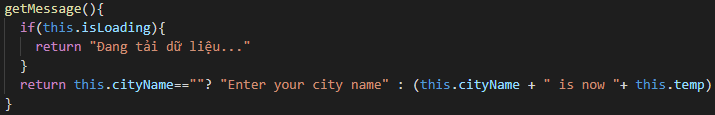 getMessage(){
if(this.isLoading){
return "Đang tải dữ liệu..."
}
return this.cityName==""? "Enter your city name" : (this.cityName + " is now "+ this.temp)
}